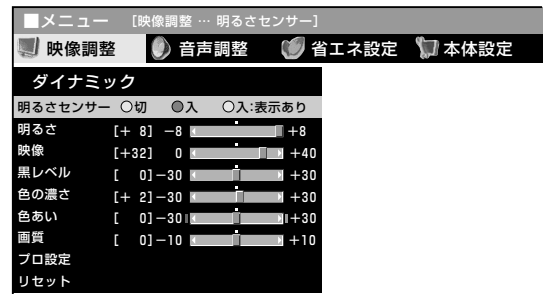 ■メニュー [映像調整 … 明るさセンサー]
映像調整 音声調整 省エネ設定 本体設定
ダイナミック
明るさセンサー ○切 ●入 ○入:表示あり
明るさ [+ 8] −8 +8
映像 [+32] 0 +40
黒レベル [ 0] −30 +30
色の濃さ [+ 2] −30 +30
色あい [ 0] −30 +30
画質 [ 0] −10 +10
プロ設定
リセット